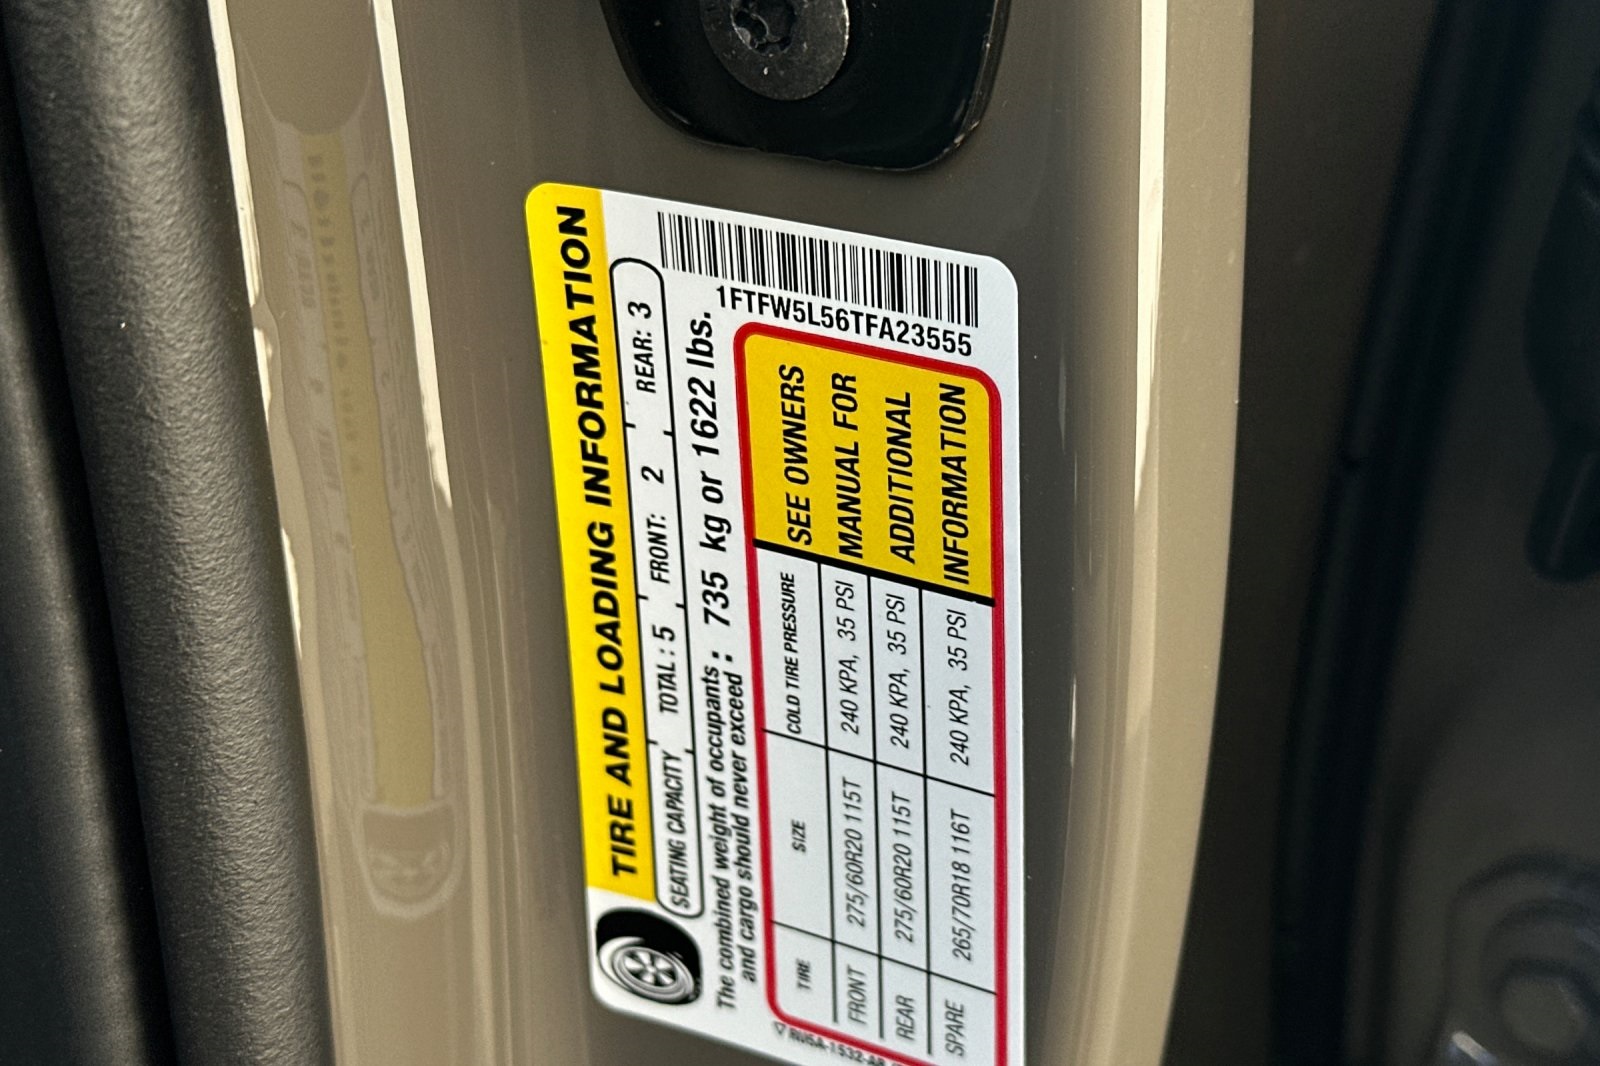 TIRE AND LOADING INFORMATION
SEATING CAPACITY TOTAL: 5 FRONT: 2 REAR: 3
The combined weight of occupants and cargo should never exceed : 735 kg or 1622 lbs.
1FTFW5L56TFA23555
TIRE SIZE COLD TIRE PRESSURE
FRONT 275/60R20 115T 240 KPA, 35 PSI
REAR 275/60R20 115T 240 KPA, 35 PSI
SPARE 265/70R18 116T 240 KPA, 35 PSI
SEE OWNERS
MANUAL FOR
ADDITIONAL
INFORMATION